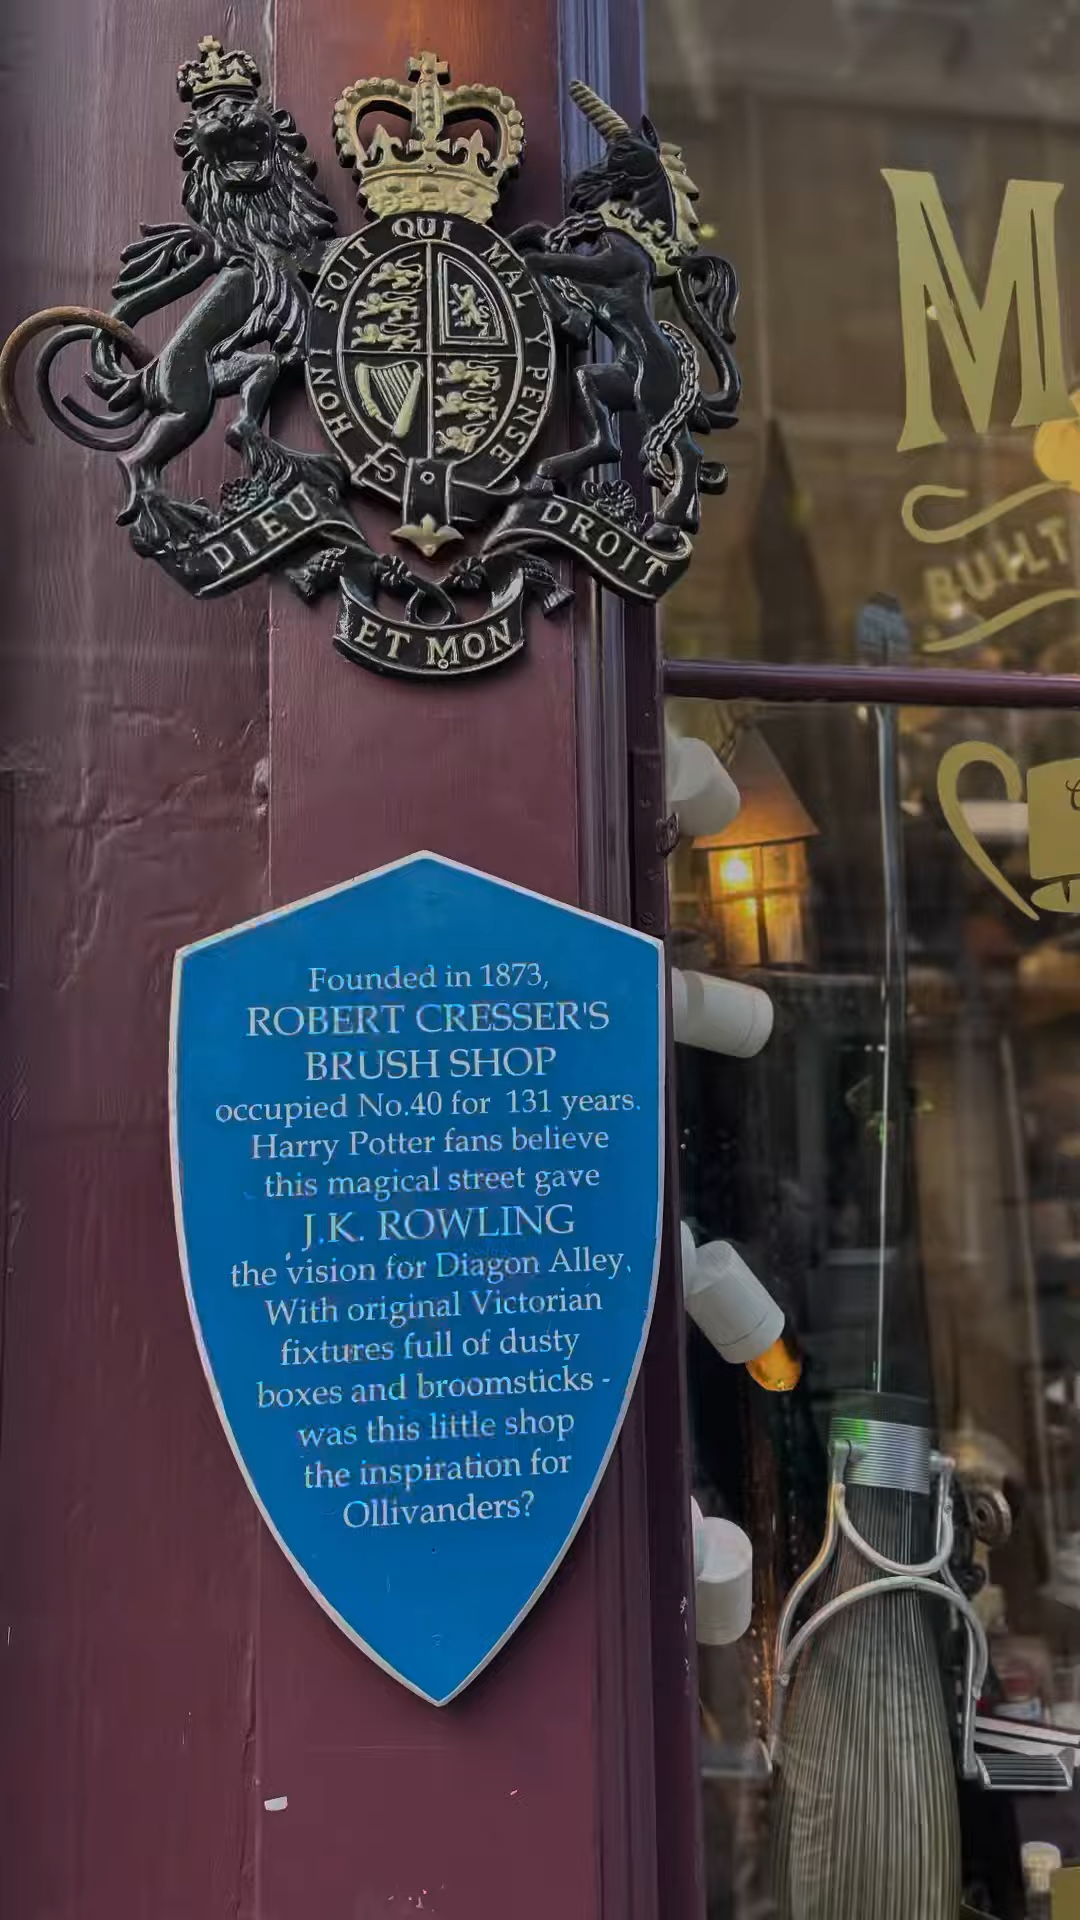 HONI SOIT QUI MAL Y PENSE
DIEU ET MON DROIT
M
BUILT
Founded in 1873,
ROBERT CRESSER'S
BRUSH SHOP
occupied No.40 for 131 years.
Harry Potter fans believe
this magical street gave
J.K. ROWLING
the vision for Diagon Alley.
With original Victorian
fixtures full of dusty
boxes and broomsticks -
was this little shop
the inspiration for
Ollivanders?